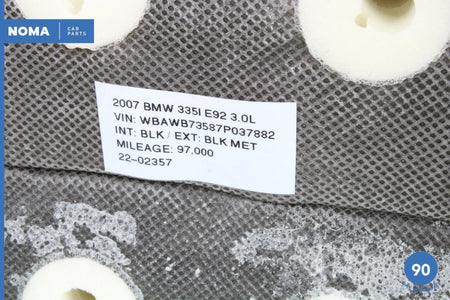 NOMA CAR
PARTS
2007 BMW 335I E92 3.0L
VIN: WBAWB73587P037882
INT: BLK / EXT: BLK MET
MILEAGE: 97,000
22-02357
90